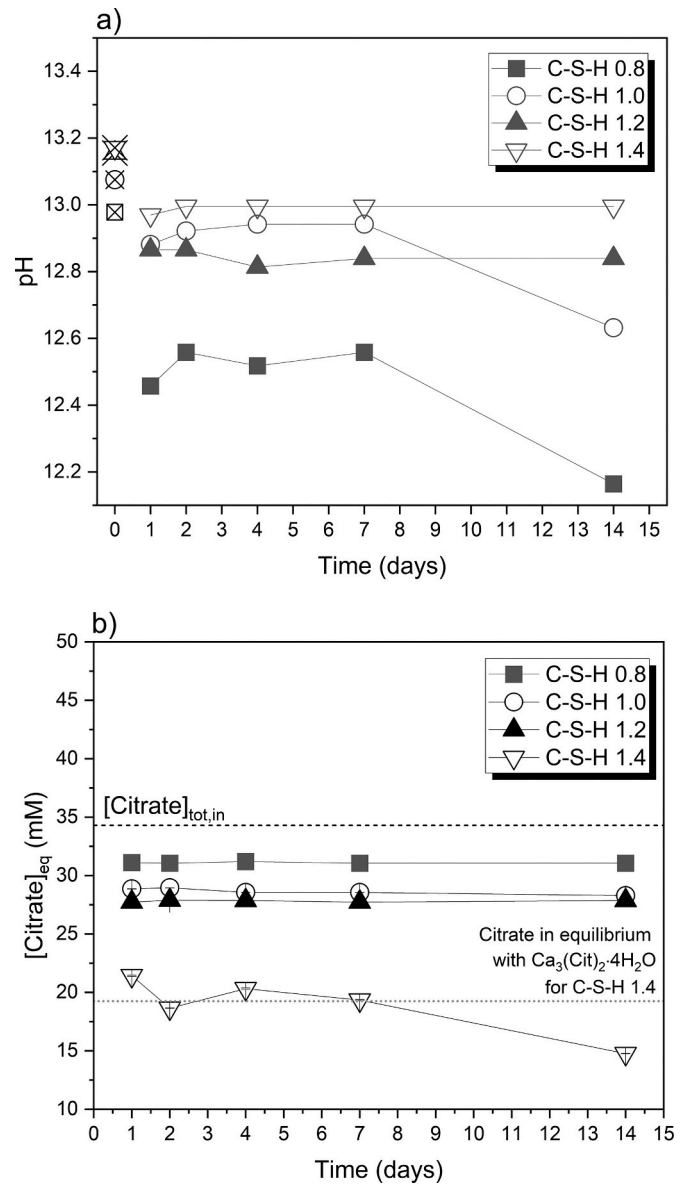 a)
13.4
13.2
13.0
12.8
12.6
12.4
12.2
pH
C-S-H 0.8
C-S-H 1.0
C-S-H 1.2
C-S-H 1.4
0 1 2 3 4 5 6 7 8 9 10 11 12 13 14 15
Time (days)
b)
50
45
40
35
30
25
20
15
10
[Citrate]eq (mM)
C-S-H 0.8
C-S-H 1.0
C-S-H 1.2
C-S-H 1.4
[Citrate]tot,in
Citrate in equilibrium
with Ca₃(Cit)₂·4H₂O
for C-S-H 1.4
0 1 2 3 4 5 6 7 8 9 10 11 12 13 14 15
Time (days)